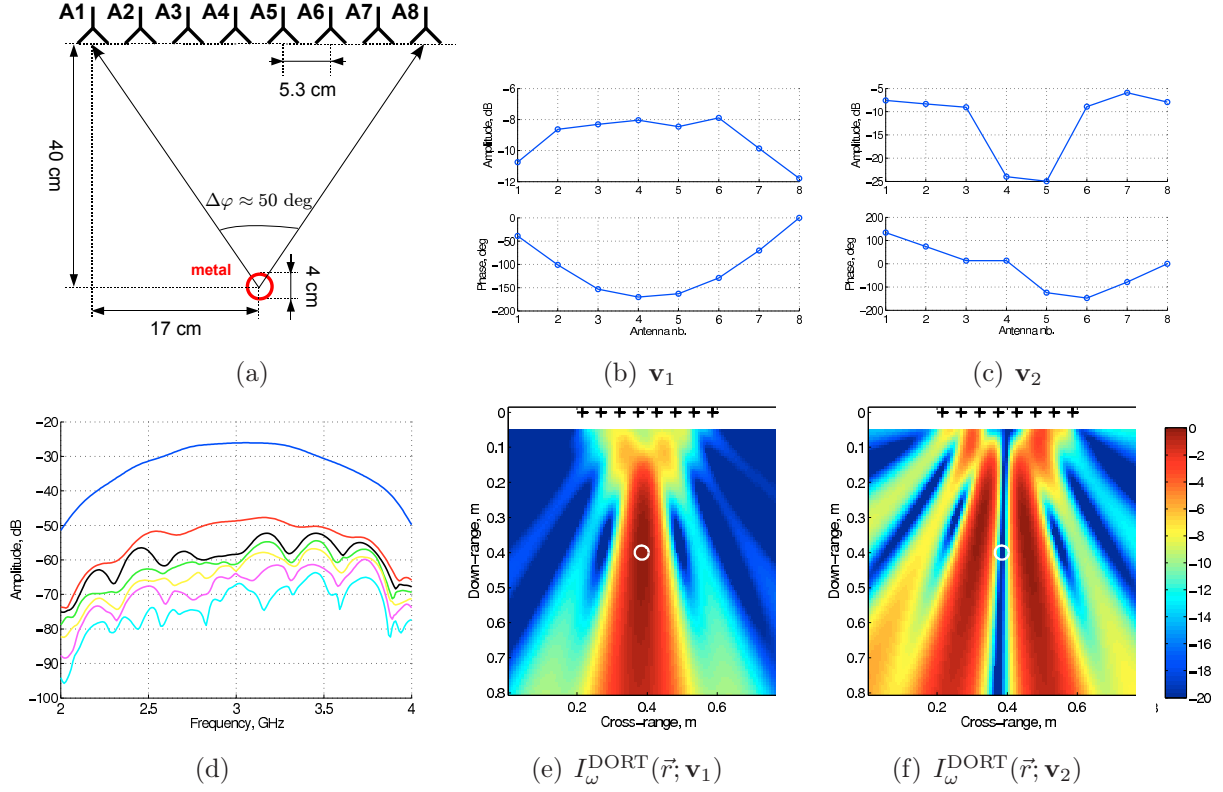 A1 A2 A3 A4 A5 A6 A7 A8
5.3 cm
40 cm
Δφ ≈ 50 deg
metal
4 cm
17 cm
(a)
Amplitude, dB
−6
−8
−10
−12
1 2 3 4 5 6 7 8
Phase, deg
0
−50
−100
−150
−200
1 2 3 4 5 6 7 8
Antenna nb.
(b) v₁
Amplitude, dB
−5
−10
−15
−20
−25
1 2 3 4 5 6 7 8
Phase, deg
200
100
0
−100
−200
1 2 3 4 5 6 7 8
Antenna nb.
(c) v₂
Amplitude, dB
−20
−30
−40
−50
−60
−70
−80
−90
−100
2 2.5 3 3.5 4
Frequency, GHz
(d)
Down−range, m
0
0.1
0.2
0.3
0.4
0.5
0.6
0.7
0.8
0.2 0.4 0.6
Cross−range, m
(e) I_ω^DORT(r⃗; v₁)
Down−range, m
0
0.1
0.2
0.3
0.4
0.5
0.6
0.7
0.8
0.2 0.4 0.6
Cross−range, m
(f) I_ω^DORT(r⃗; v₂)
0
−2
−4
−6
−8
−10
−12
−14
−16
−18
−20